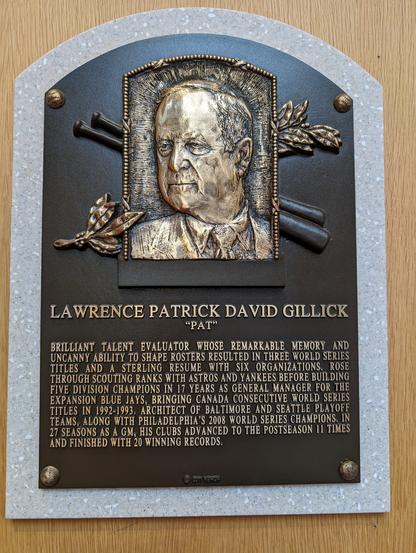 LAWRENCE PATRICK DAVID GILLICK
"PAT"
BRILLIANT TALENT EVALUATOR WHOSE REMARKABLE MEMORY AND
UNCANNY ABILITY TO SHAPE ROSTERS RESULTED IN THREE WORLD SERIES
TITLES AND A STERLING RESUME WITH SIX ORGANIZATIONS. ROSE
THROUGH SCOUTING RANKS WITH ASTROS AND YANKEES BEFORE BUILDING
FIVE DIVISION CHAMPIONS IN 17 YEARS AS GENERAL MANAGER FOR THE
EXPANSION BLUE JAYS, BRINGING CANADA CONSECUTIVE WORLD SERIES
TITLES IN 1992-1993. ARCHITECT OF BALTIMORE AND SEATTLE PLAYOFF
TEAMS, ALONG WITH PHILADELPHIA'S 2008 WORLD SERIES CHAMPIONS. IN
27 SEASONS AS A GM, HIS CLUBS ADVANCED TO THE POSTSEASON 11 TIMES
AND FINISHED WITH 20 WINNING RECORDS.